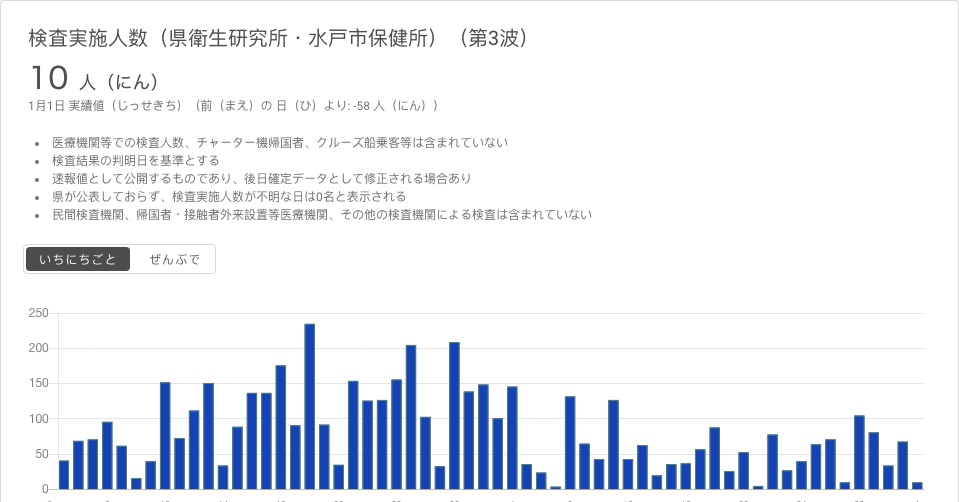 検査実施人数（県衛生研究所・水戸市保健所）（第3波）
10 人（にん）
1月1日 実績値（じっせきち）（前（まえ）の 日（ひ）より: -58 人（にん））
• 医療機関等での検査人数、チャーター機帰国者、クルーズ船乗客等は含まれていない
• 検査結果の判明日を基準とする
• 速報値として公開するものであり、後日確定データとして修正される場合あり
• 県が公表しておらず、検査実施人数が不明な日は0名と表示される
• 民間検査機関、帰国者・接触者外来設置等医療機関、その他の検査機関による検査は含まれていない
いちにちごと ぜんぶで
250
200
150
100
50
0